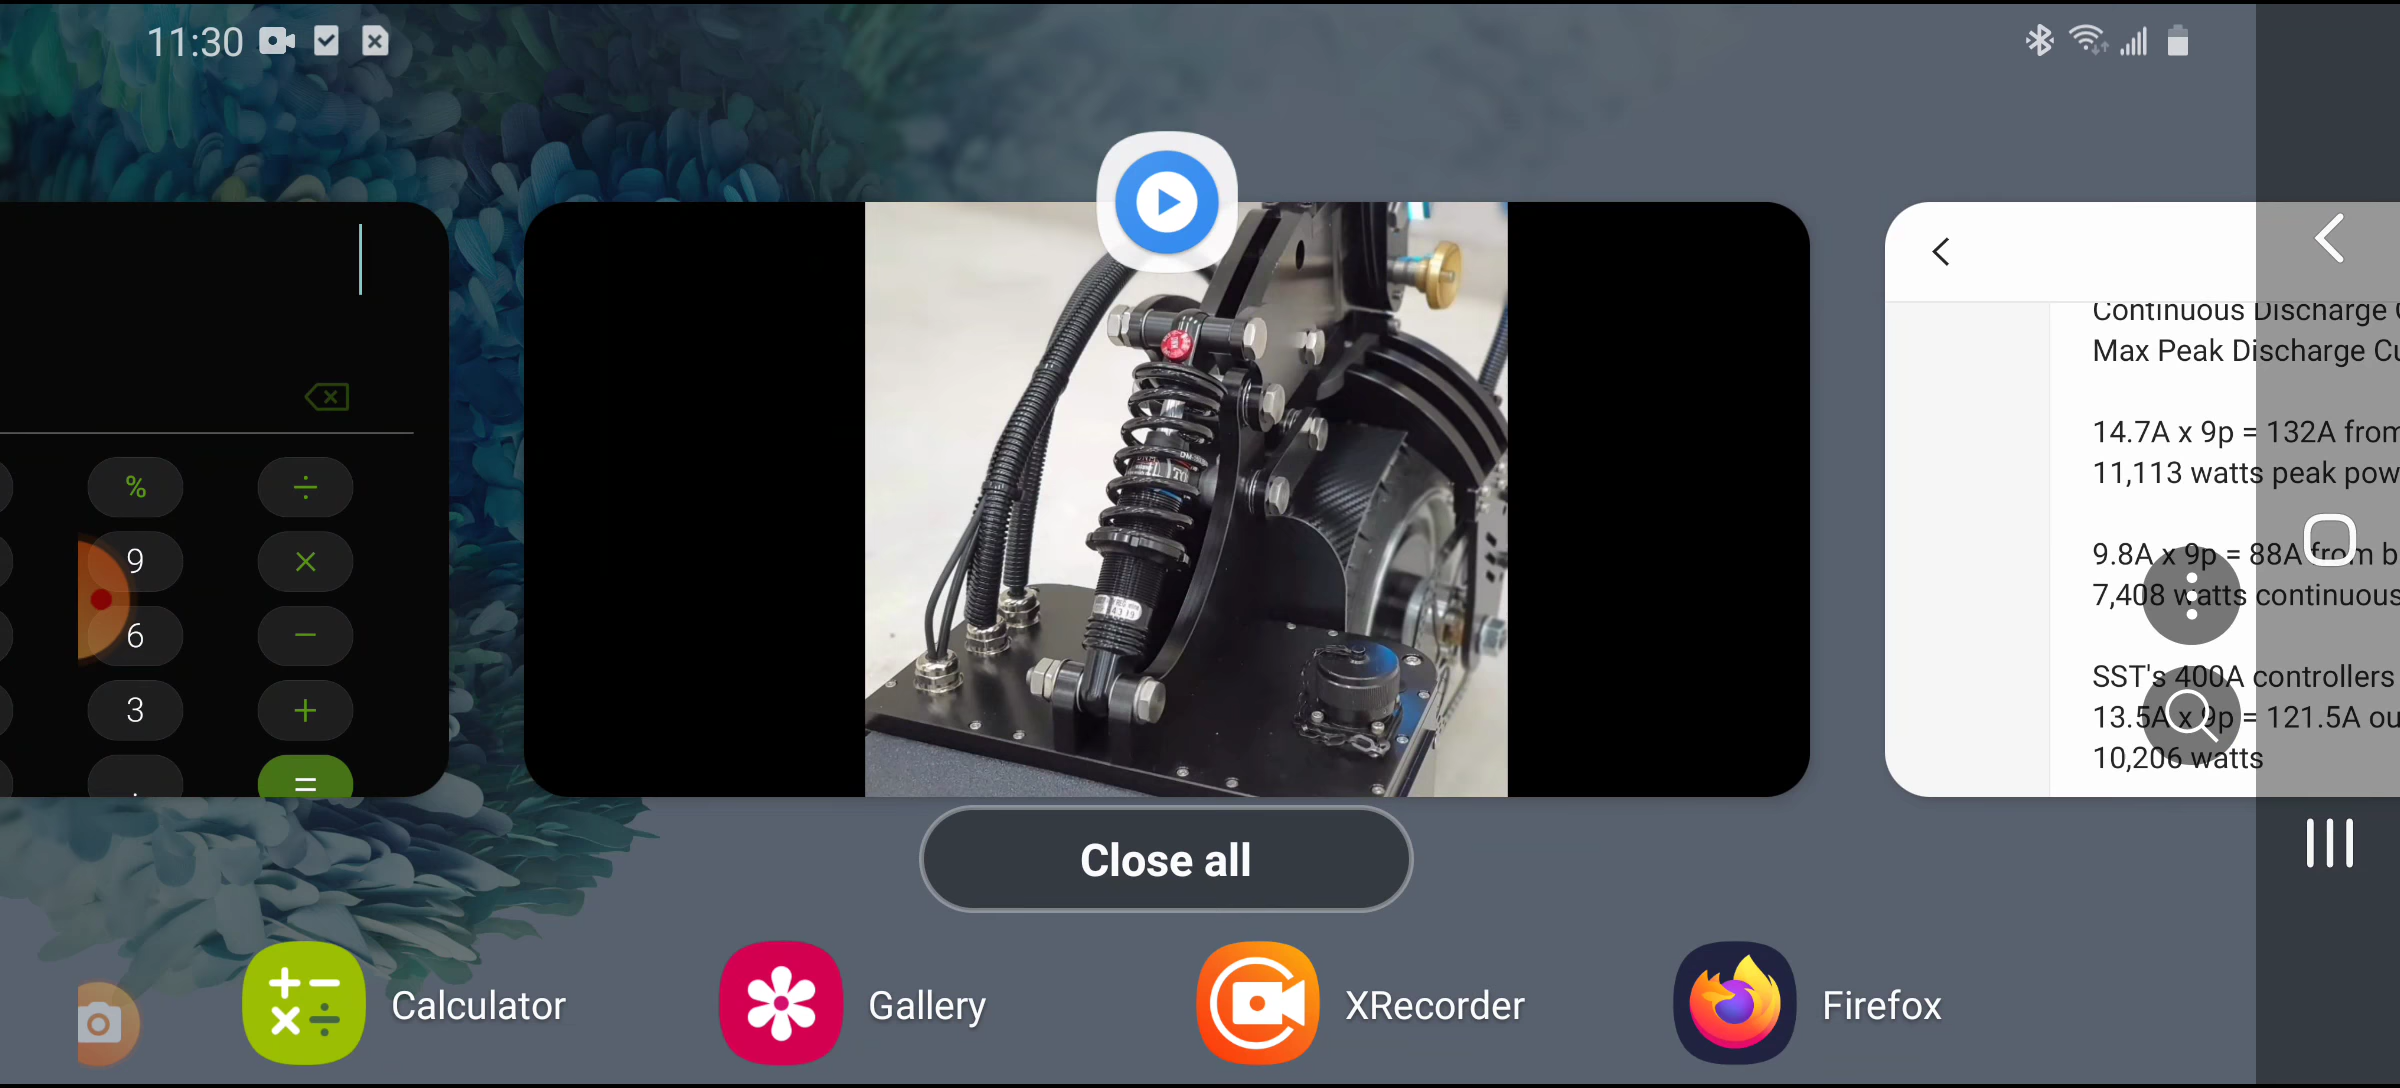 11:30
%
÷
9
×
6
−
3
+
.
=
Continuous Discharge
Max Peak Discharge Cu
14.7A x 9p = 132A from
11,113 watts peak pow
9.8A x 9p = 88A from b
7,408 watts continuous
SST's 400A controllers
13.5A x 9p = 121.5A ou
10,206 watts
Close all
Calculator
Gallery
XRecorder
Firefox